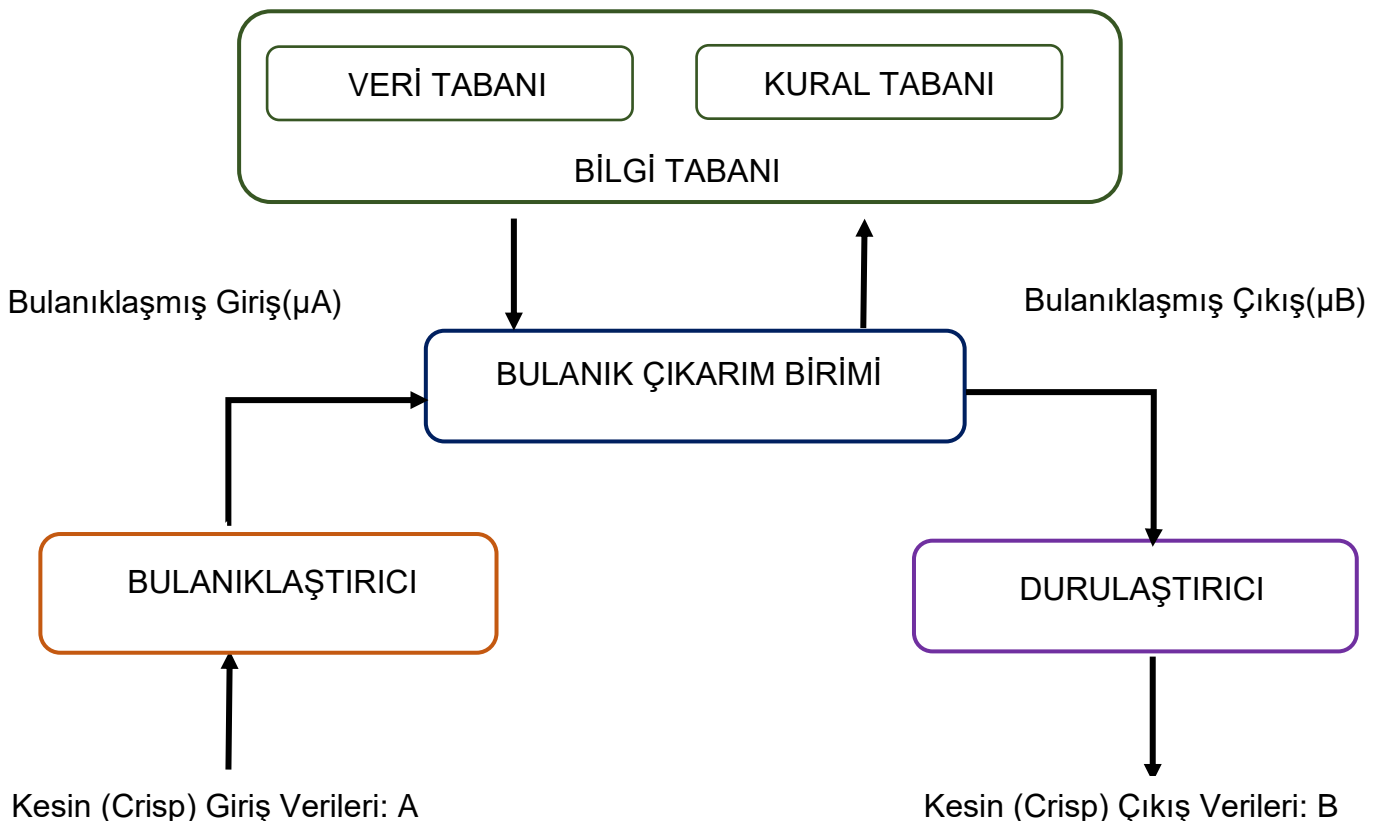 VERİ TABANI
KURAL TABANI
BİLGİ TABANI
Bulanıklaşmış Giriş(µA)
Bulanıklaşmış Çıkış(µB)
BULANIK ÇIKARIM BİRİMİ
BULANIKLAŞTIRICI
DURULAŞTIRICI
Kesin (Crisp) Giriş Verileri: A
Kesin (Crisp) Çıkış Verileri: B